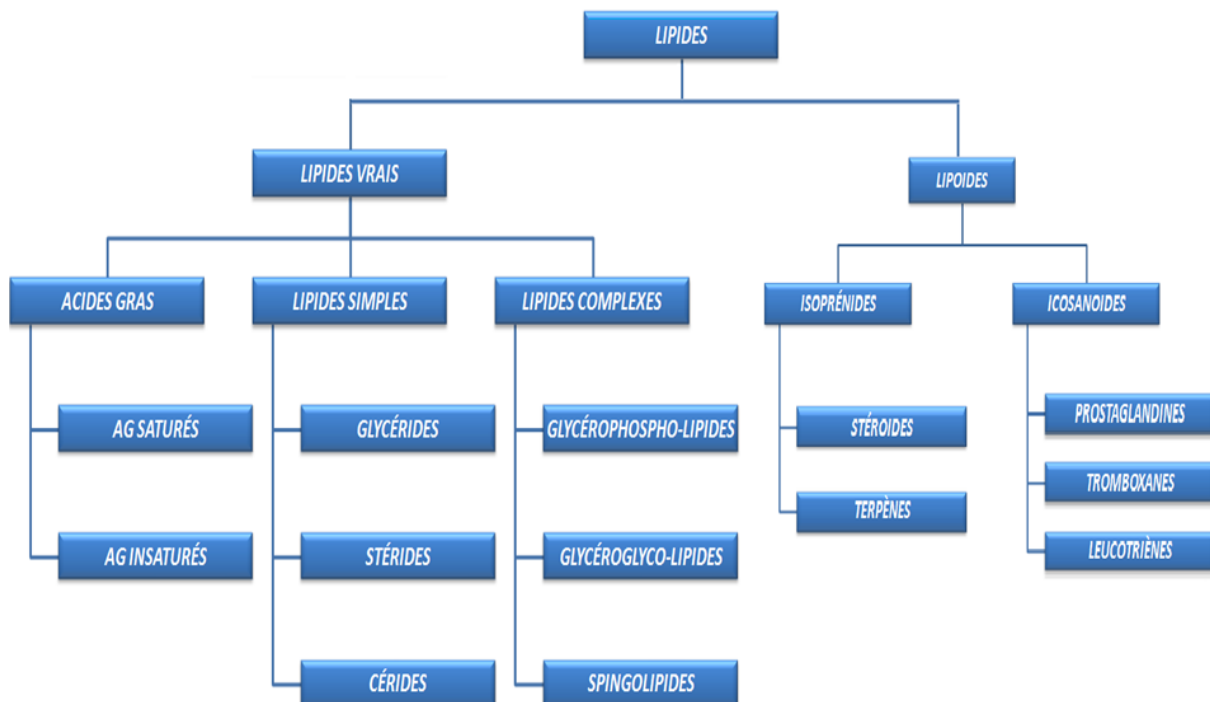 LIPIDES
LIPIDES VRAIS
LIPOIDES
ACIDES GRAS
LIPIDES SIMPLES
LIPIDES COMPLEXES
ISOPRÉNIDES
ICOSANOIDES
AG SATURÉS
GLYCÉRIDES
GLYCÉROPHOSPHO-LIPIDES
STÉROIDES
PROSTAGLANDINES
TROMBOXANES
TERPÈNES
AG INSATURÉS
STÉRIDES
GLYCÉROGLYCO-LIPIDES
LEUCOTRIÈNES
CÉRIDES
SPINGOLIPIDES